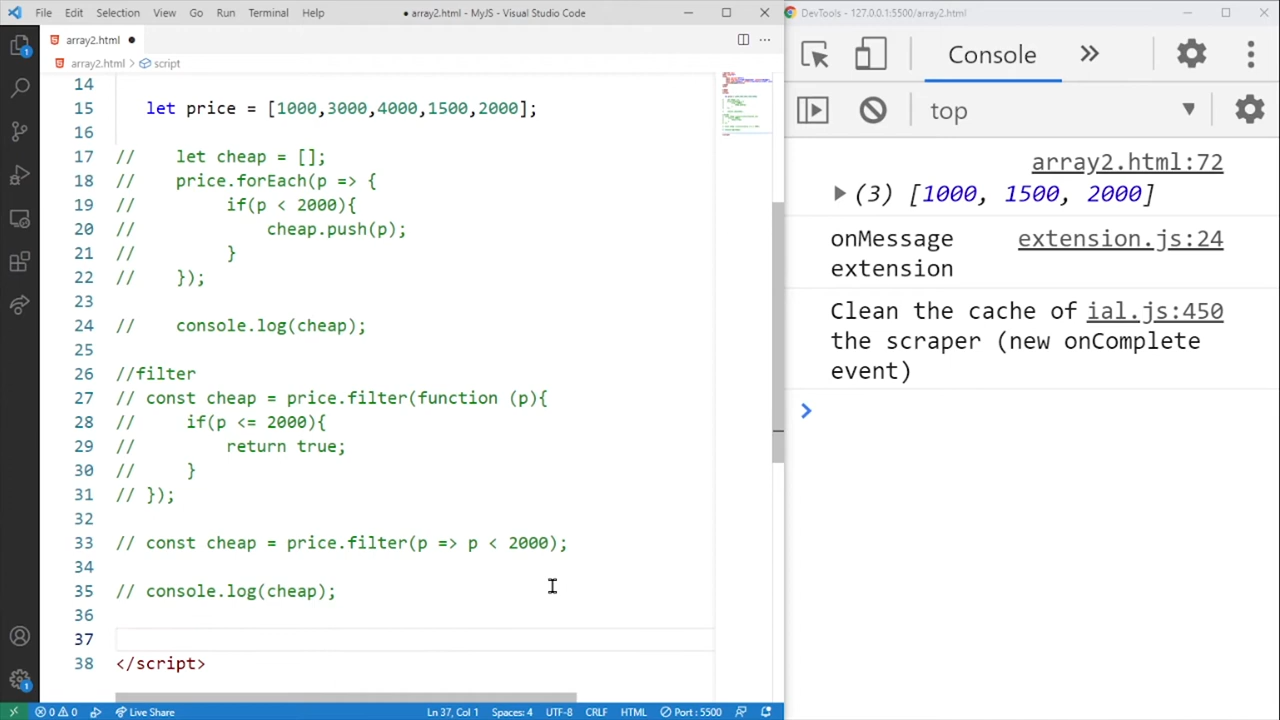 File Edit Selection View Go Run Terminal Help ● array2.html - MyJS - Visual Studio Code
array2.html ●
array2.html > script
14
15 let price = [1000,3000,4000,1500,2000];
16
17 // let cheap = [];
18 // price.forEach(p => {
19 // if(p < 2000){
20 // cheap.push(p);
21 // }
22 // });
23
24 // console.log(cheap);
25
26 //filter
27 // const cheap = price.filter(function (p){
28 // if(p <= 2000){
29 // return true;
30 // }
31 // });
32
33 // const cheap = price.filter(p => p < 2000);
34
35 // console.log(cheap);
36
37
38 </script>
1
1
0 0 Live Share Ln 37, Col 1 Spaces: 4 UTF-8 CRLF HTML Port : 5500
DevTools - 127.0.0.1:5500/array2.html
Console »
top ▼
array2.html:72
▶ (3) [1000, 1500, 2000]
onMessage extension.js:24
extension
Clean the cache of ial.js:450
the scraper (new onComplete
event)
>